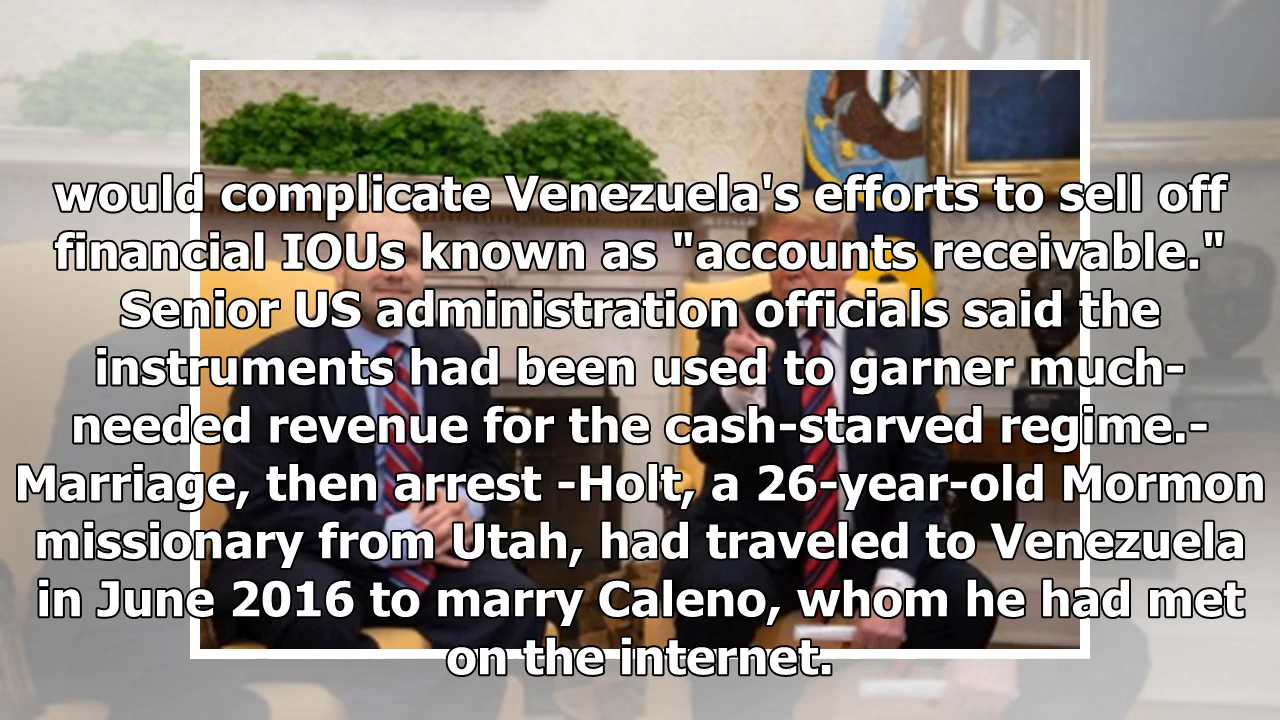 would complicate Venezuela's efforts to sell off
financial IOUs known as "accounts receivable."
Senior US administration officials said the
instruments had been used to garner much-
needed revenue for the cash-starved regime.-
Marriage, then arrest -Holt, a 26-year-old Mormon
missionary from Utah, had traveled to Venezuela
in June 2016 to marry Caleno, whom he had met
on the internet.